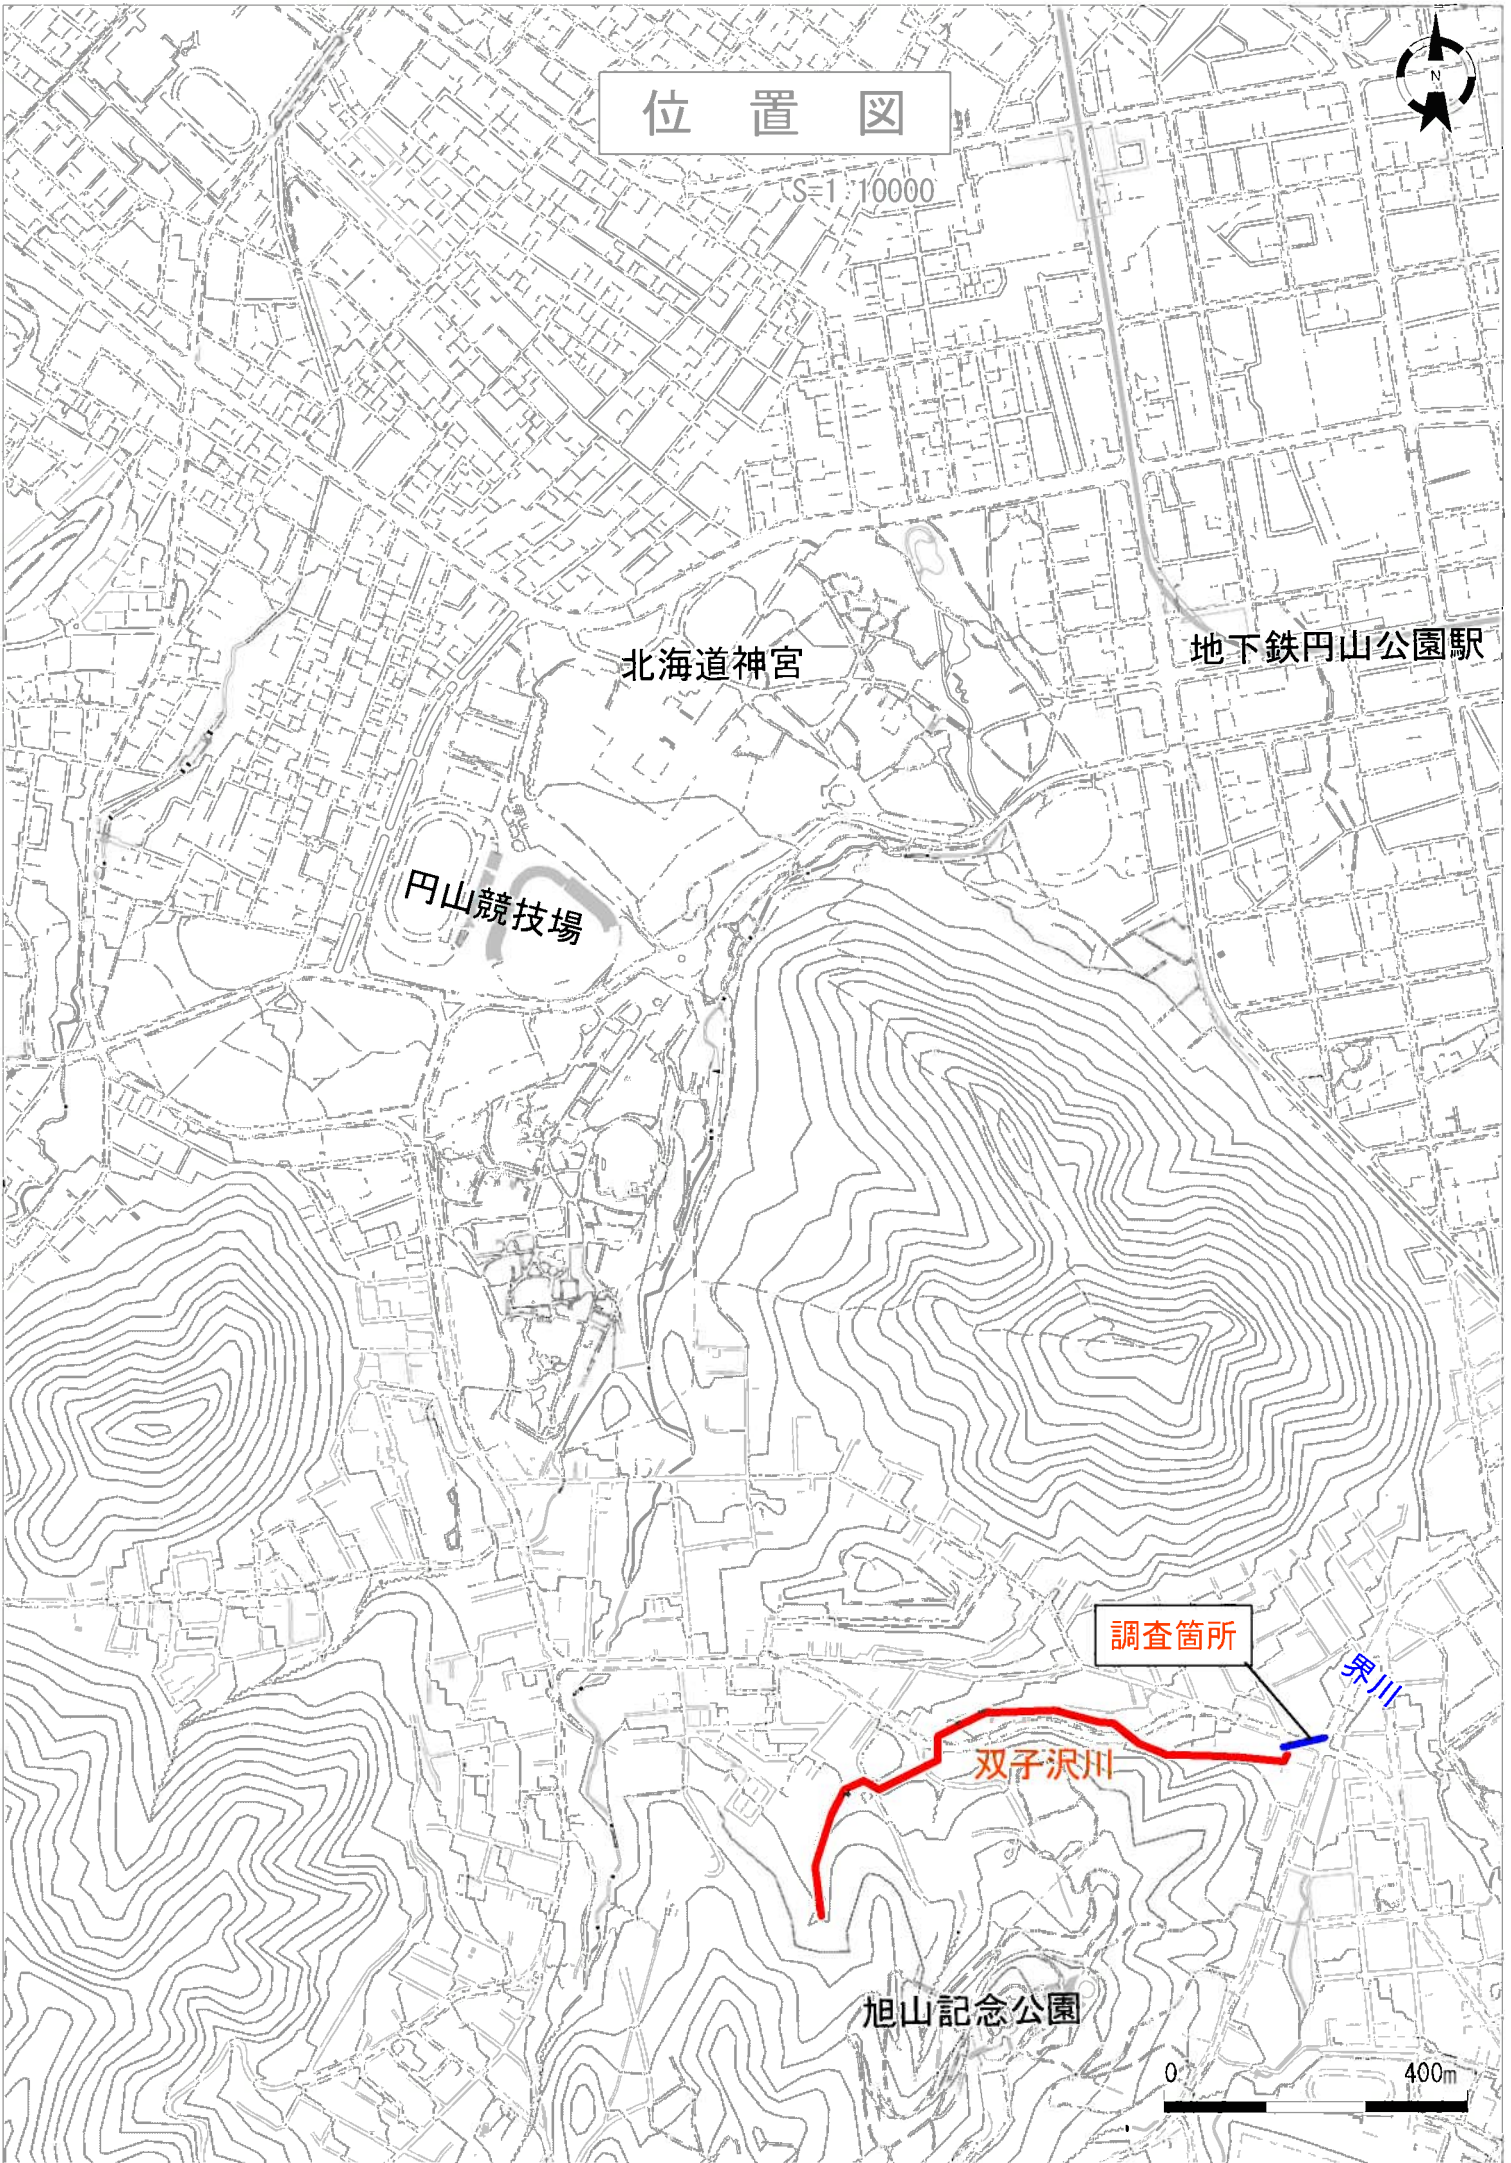 位置図
N
S=1:10000
地下鉄円山公園駅
北海道神宮
円山競技場
調査箇所
界川
双子沢川
旭山記念公園
0 400m